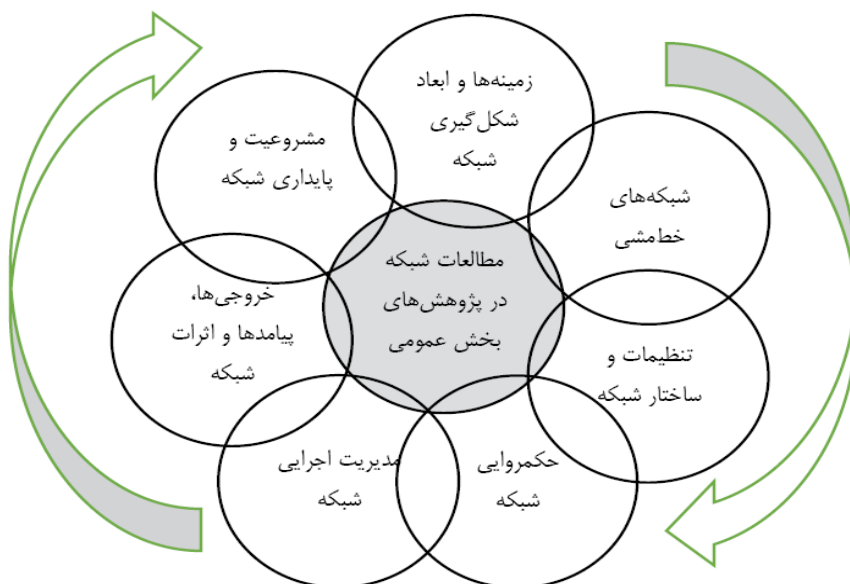 زمینه‌ها و ابعاد
شکل‌گیری
شبکه
شبکه‌های
خط‌مشی
تنظیمات و
ساختار شبکه
حکمروایی
شبکه
مدیریت اجرایی
شبکه
خروجی‌ها،
پیامدها و اثرات
شبکه
مشروعیت و
پایداری شبکه
مطالعات شبکه
در پژوهش‌های
بخش عمومی